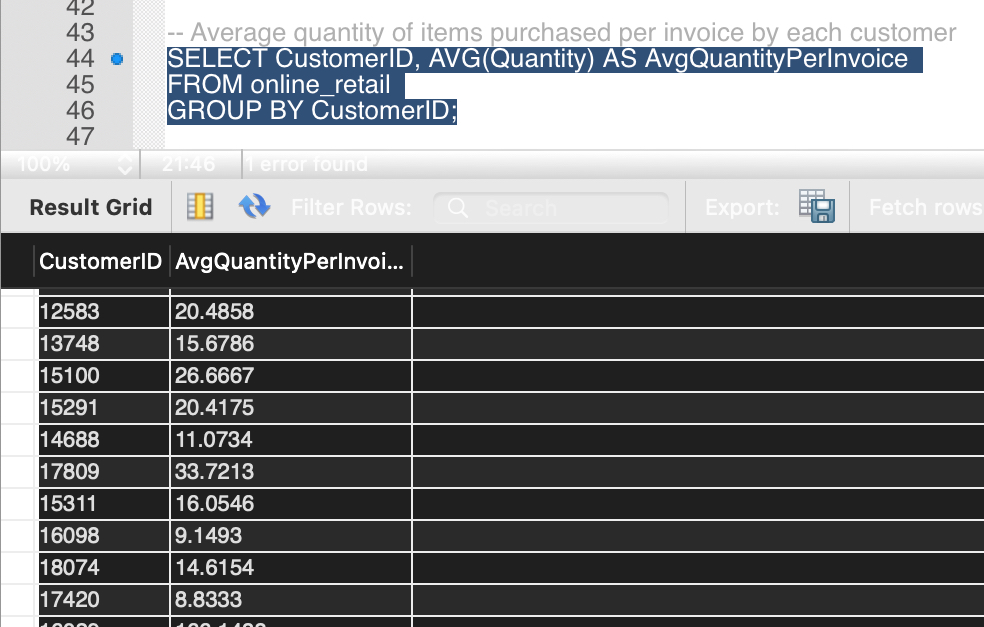 42
43 -- Average quantity of items purchased per invoice by each customer
44 SELECT CustomerID, AVG(Quantity) AS AvgQuantityPerInvoice
45 FROM online_retail
46 GROUP BY CustomerID;
47
100% 21:46 1 error found
Result Grid Filter Rows: Search Export: Fetch rows
CustomerID AvgQuantityPerInvoi...
12583 20.4858
13748 15.6786
15100 26.6667
15291 20.4175
14688 11.0734
17809 33.7213
15311 16.0546
16098 9.1493
18074 14.6154
17420 8.8333